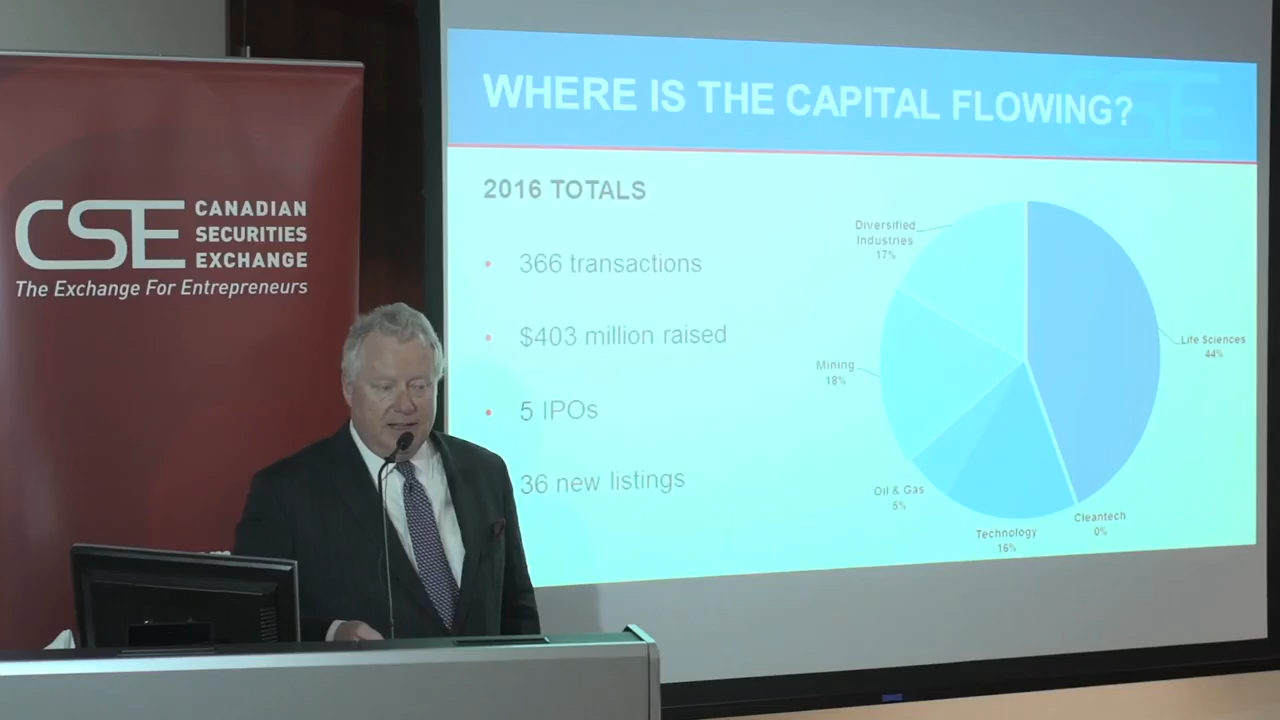 CSE
CANADIAN
SECURITIES
EXCHANGE
The Exchange For Entrepreneurs
WHERE IS THE CAPITAL FLOWING?
CSE
2016 TOTALS
• 366 transactions
• $403 million raised
• 5 IPOs
36 new listings
Diversified
Industries
17%
Life Sciences
44%
Mining
18%
Oil & Gas
5%
Technology
16%
Cleantech
0%